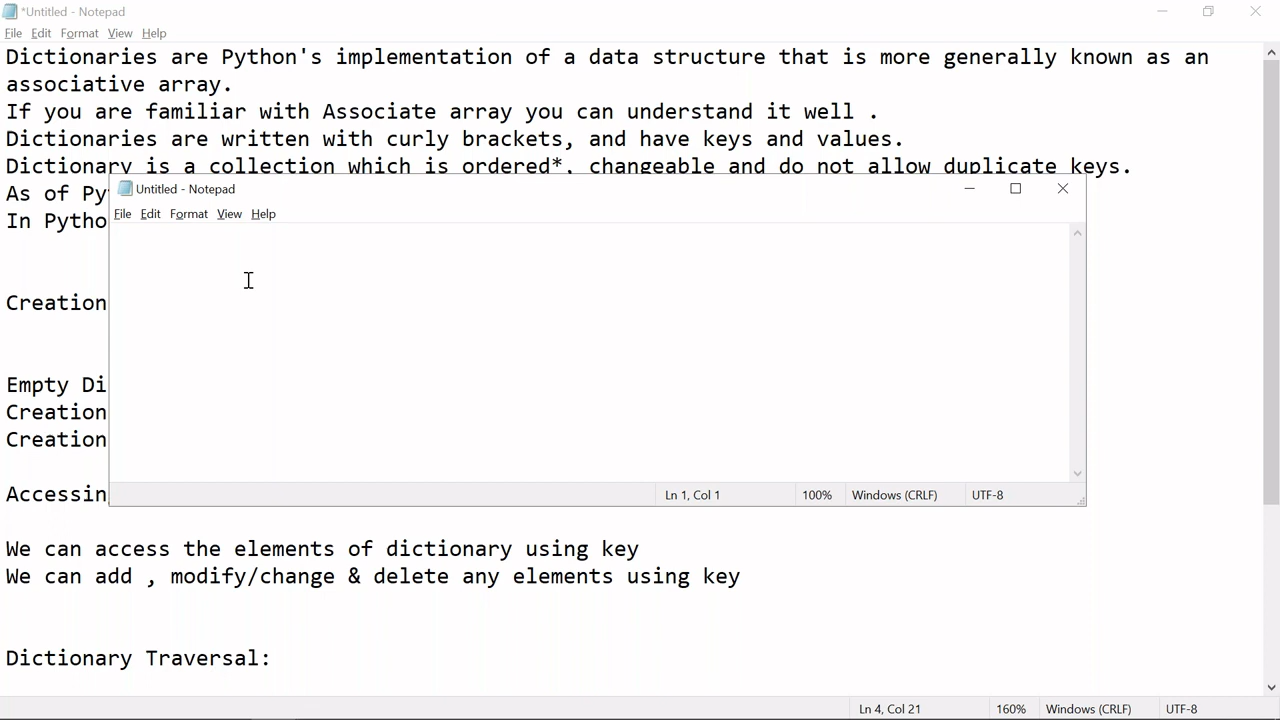 *Untitled - Notepad
File Edit Format View Help
Dictionaries are Python's implementation of a data structure that is more generally known as an
associative array.
If you are familiar with Associate array you can understand it well .
Dictionaries are written with curly brackets, and have keys and values.
Dictionary is a collection which is ordered*, changeable and do not allow duplicate keys.
As of Py
In Pytho
Untitled - Notepad
File Edit Format View Help
Creation
Empty Di
Creation
Creation
Accessin
Ln 1, Col 1 100% Windows (CRLF) UTF-8
We can access the elements of dictionary using key
We can add , modify/change & delete any elements using key
Dictionary Traversal:
Ln 4, Col 21 160% Windows (CRLF) UTF-8